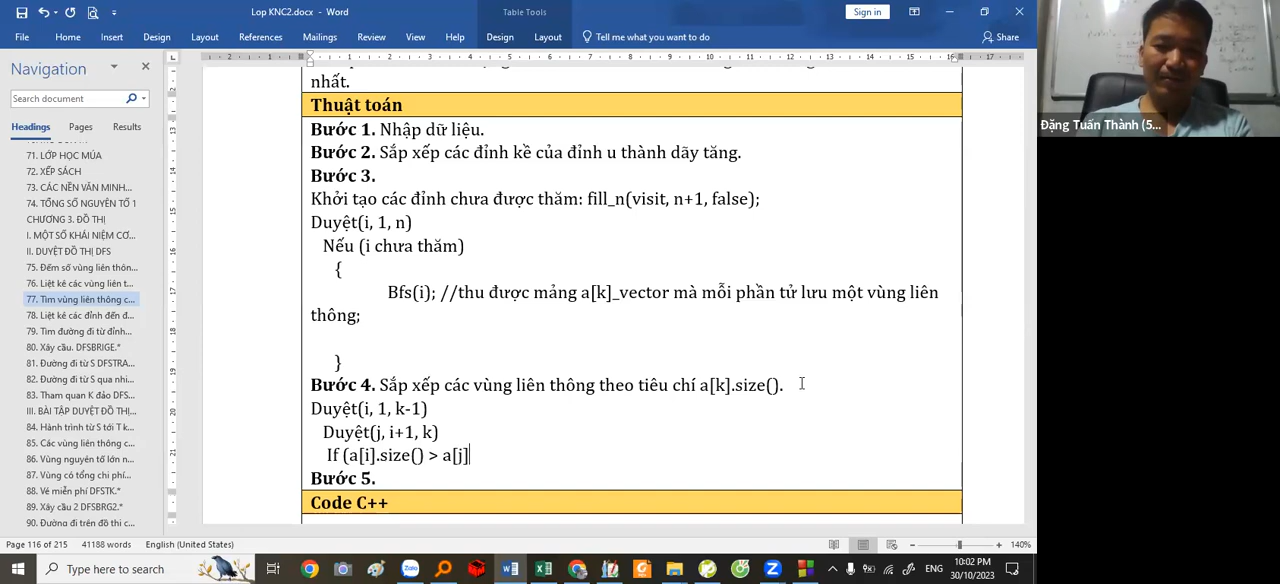 Lop KNC2.docx - Word
Table Tools
Sign in
File Home Insert Design Layout References Mailings Review View Help Design Layout Tell me what you want to do Share
Navigation
Search document
Headings Pages Results
71. LỚP HỌC MÚA
72. XẾP SÁCH
73. CÁC NỀN VĂN MINH...
74. TỔNG SỐ NGUYÊN TỐ 1
CHƯƠNG 3. ĐỒ THỊ
I. MỘT SỐ KHÁI NIỆM CƠ...
II. DUYỆT ĐỒ THỊ DFS
75. Đếm số vùng liên thôn...
76. Liệt kê các vùng liên t...
77. Tìm vùng liên thông c...
78. Liệt kê các đỉnh đến đ...
79. Tìm đường đi từ đỉnh...
80. Xây cầu. DFSBRIGE.*
81. Đường đi từ S DFSTRA...
82. Đường đi từ S qua nhi...
83. Tham quan K đảo DFS...
III. BÀI TẬP DUYỆT ĐỒ THỊ
84. Hành trình từ S tới T k...
85. Các vùng liên thông c...
86. Vùng nguyên tố lớn n...
87. Vùng có tổng chi phí...
88. Vé miễn phí DFSTK.*
89. Xây cầu 2 DFSBRG2.*
90. Đường đi trên đồ thị c...
nhất.
Thuật toán
Bước 1. Nhập dữ liệu.
Bước 2. Sắp xếp các đỉnh kề của đỉnh u thành dãy tăng.
Bước 3.
Khởi tạo các đỉnh chưa được thăm: fill_n(visit, n+1, false);
Duyệt(i, 1, n)
Nếu (i chưa thăm)
{
Bfs(i); //thu được mảng a[k]_vector mà mỗi phần tử lưu một vùng liên
thông;
}
Bước 4. Sắp xếp các vùng liên thông theo tiêu chí a[k].size().
Duyệt(i, 1, k-1)
Duyệt(j, i+1, k)
If (a[i].size() > a[j]
Bước 5.
Code C++
Đặng Tuấn Thành (5...
Page 116 of 215 41188 words English (United States) 140%
Type here to search
ENG
10:02 PM
30/10/2023